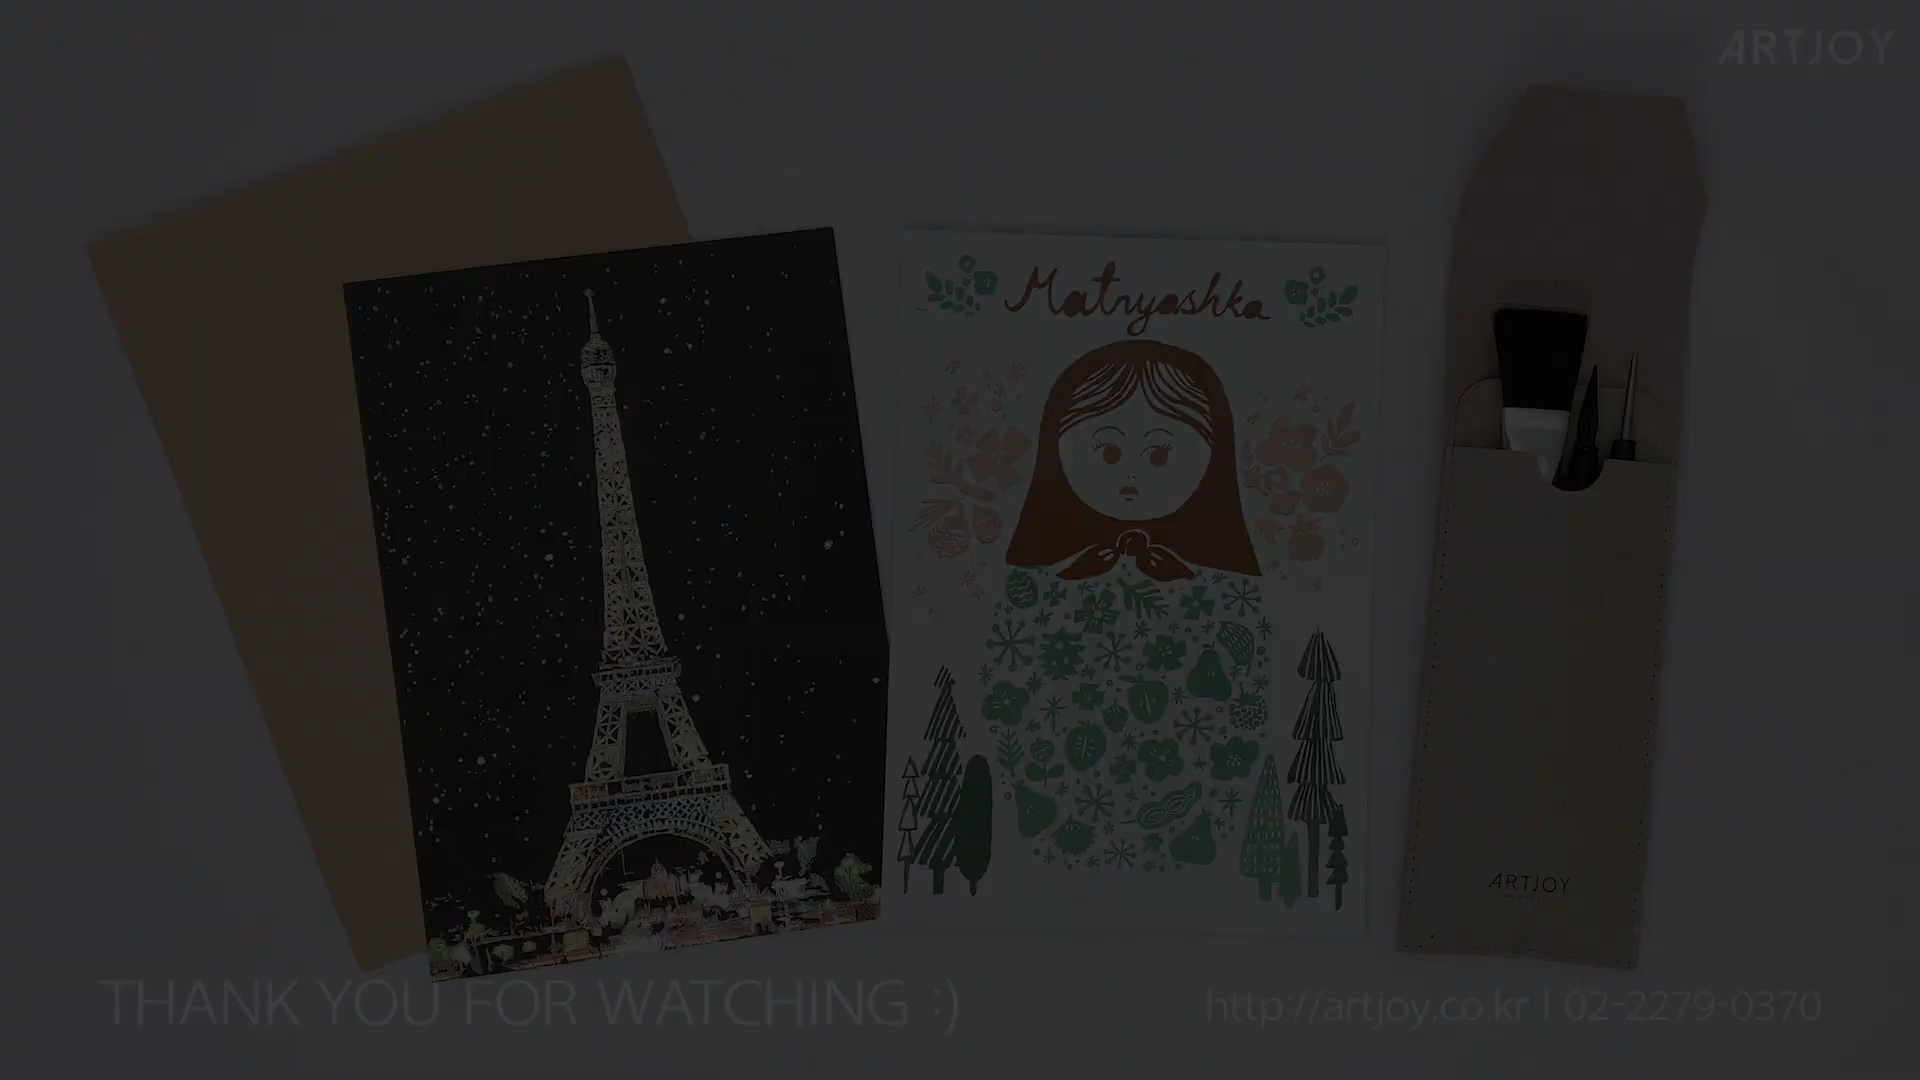 ARTJOY
Matryoshka
ARTJOY
THANK YOU FOR WATCHING :)
http://artjoy.co.kr | 02-2279-0370